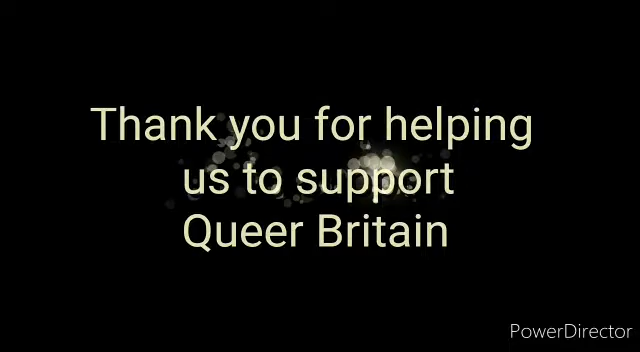 Thank you for helping
us to support
Queer Britain
PowerDirector